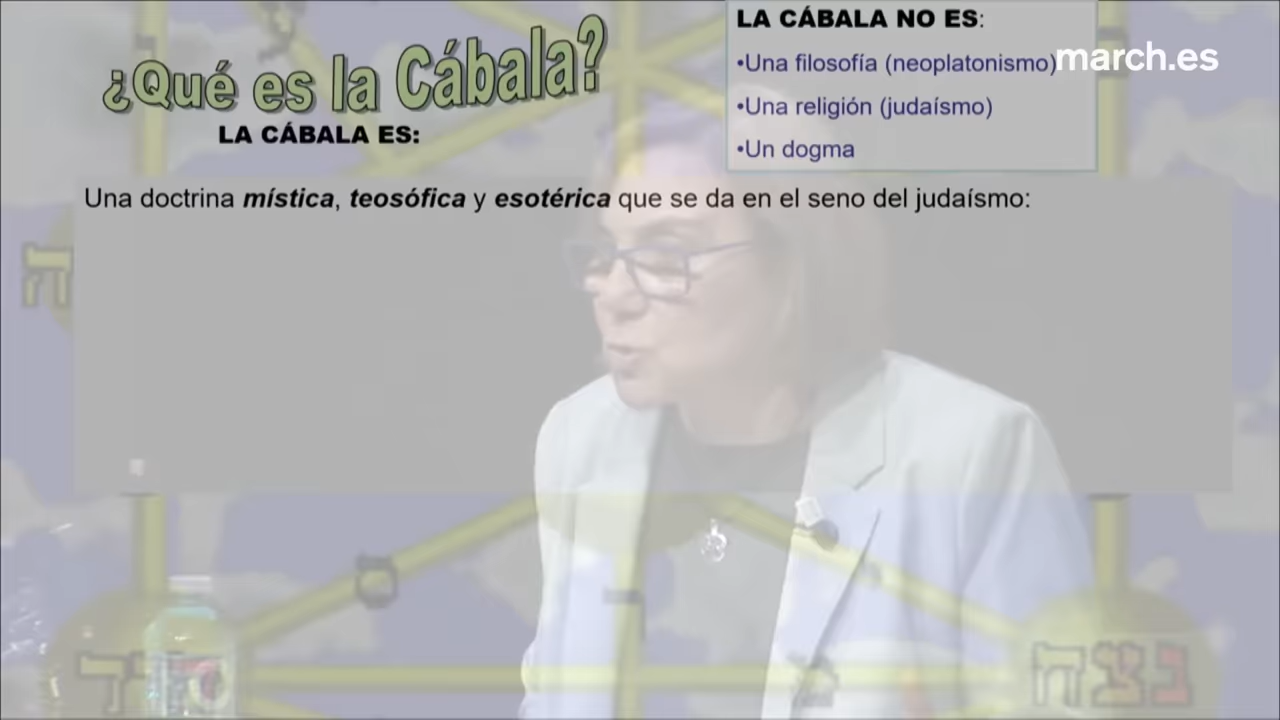 ¿Qué es la Cábala?
LA CÁBALA ES:
LA CÁBALA NO ES:
•Una filosofía (neoplatonismo)
•Una religión (judaísmo)
•Un dogma
march.es
Una doctrina mística, teosófica y esotérica que se da en el seno del judaísmo:
ס
נצח